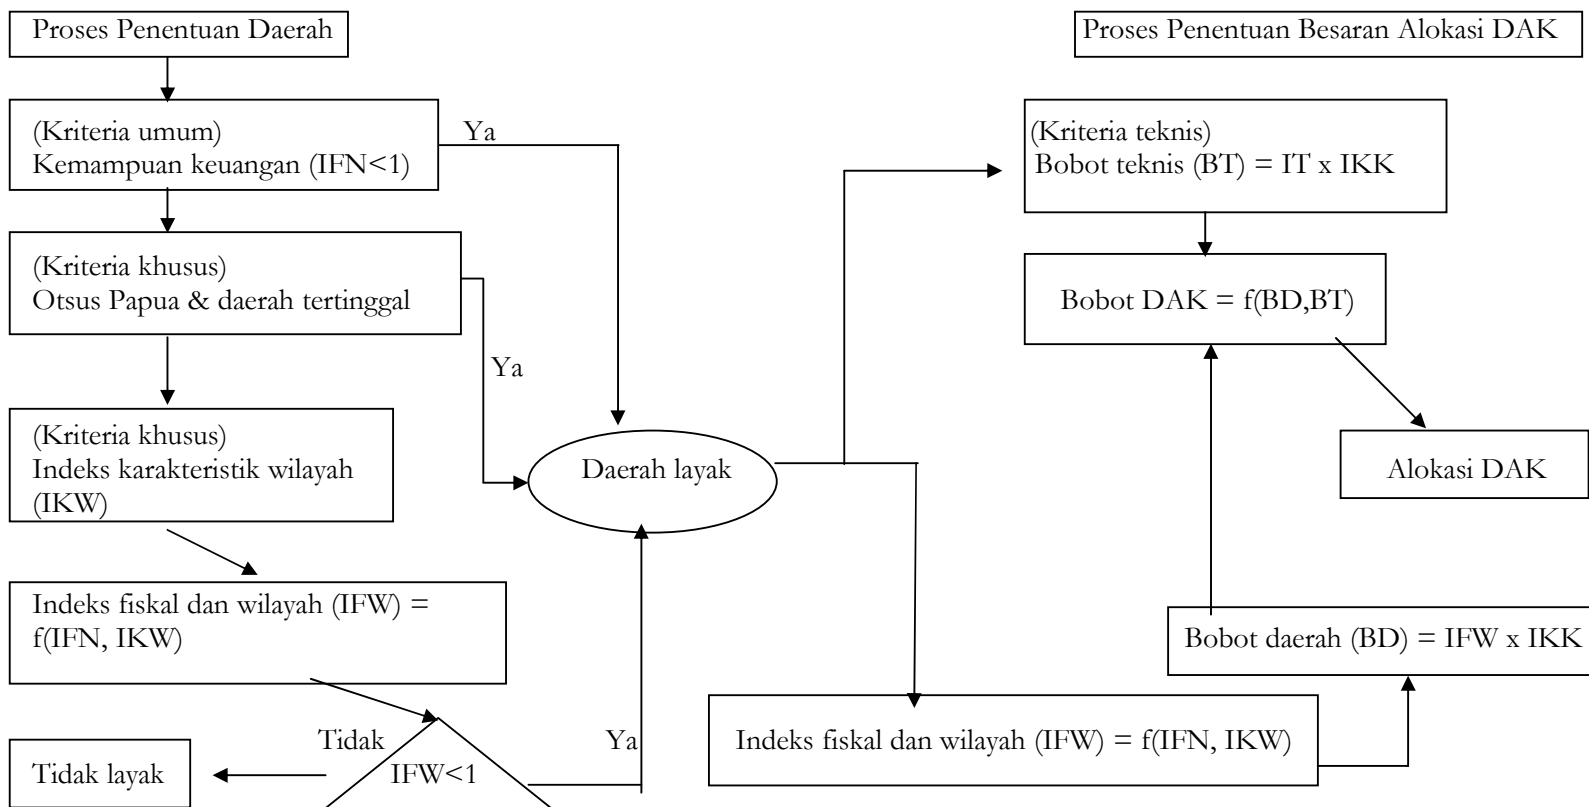 Proses Penentuan Daerah
(Kriteria umum)
Kemampuan keuangan (IFN<1)
Ya
(Kriteria khusus)
Otsus Papua & daerah tertinggal
Ya
(Kriteria khusus)
Indeks karakteristik wilayah
(IKW)
Indeks fiskal dan wilayah (IFW) =
f(IFN, IKW)
Tidak
IFW<1
Ya
Tidak layak
Daerah layak
Proses Penentuan Besaran Alokasi DAK
(Kriteria teknis)
Bobot teknis (BT) = IT x IKK
Bobot DAK = f(BD,BT)
Alokasi DAK
Bobot daerah (BD) = IFW x IKK
Indeks fiskal dan wilayah (IFW) = f(IFN, IKW)